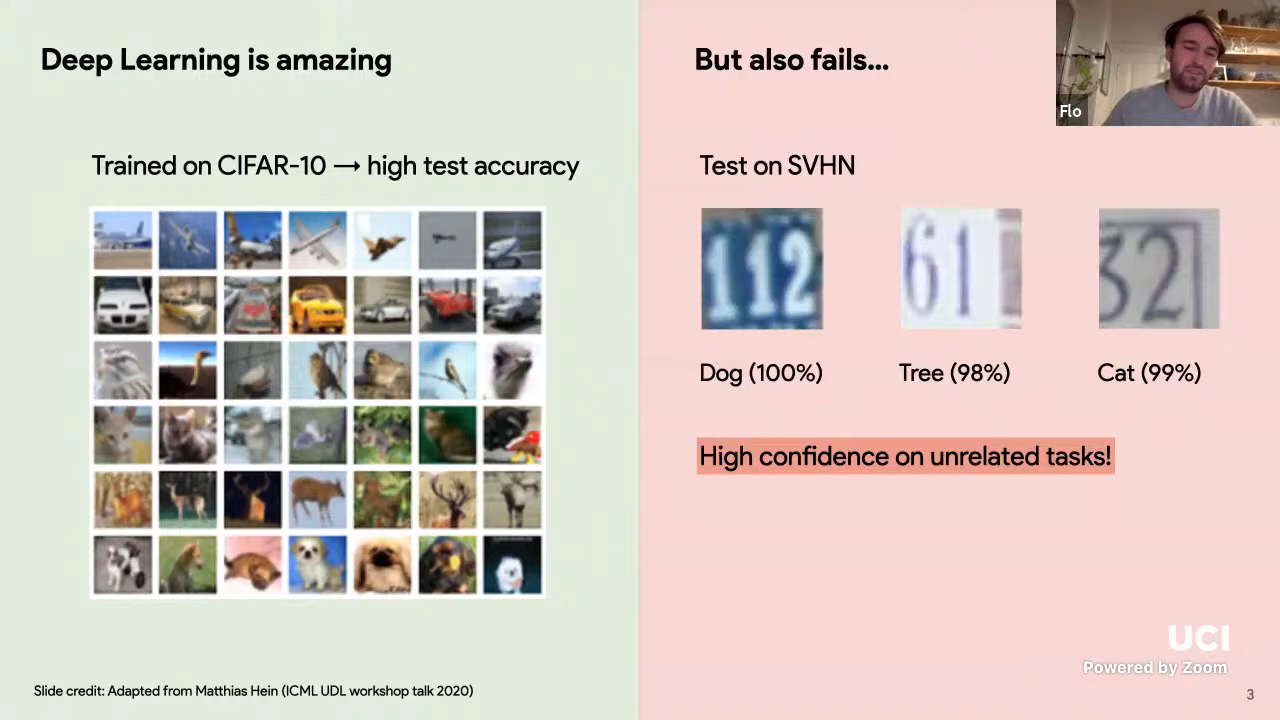 Deep Learning is amazing
Trained on CIFAR-10 → high test accuracy
Slide credit: Adapted from Matthias Hein (ICML UDL workshop talk 2020)
But also fails...
Flo
Test on SVHN
112
61
32
Dog (100%)
Tree (98%)
Cat (99%)
High confidence on unrelated tasks!
UCI
Powered by Zoom
3